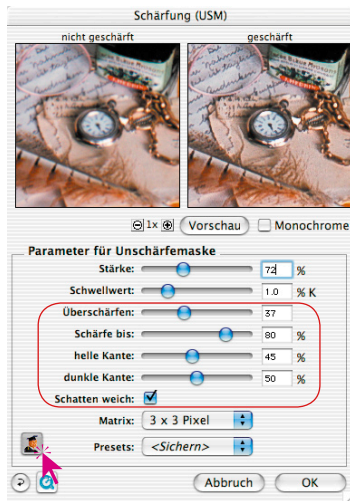 Schärfung (USM)
nicht geschärft
geschärft
1x
Vorschau
Monochrome
Parameter für Unschärfemaske
Stärke: 72 %
Schwellwert: 1.0 % K
Überschärfen: 37
Schärfe bis: 80 %
helle Kante: 45 %
dunkle Kante: 50 %
Schatten weich:
Matrix: 3 x 3 Pixel
Presets: <Sichern>
Abbruch
OK